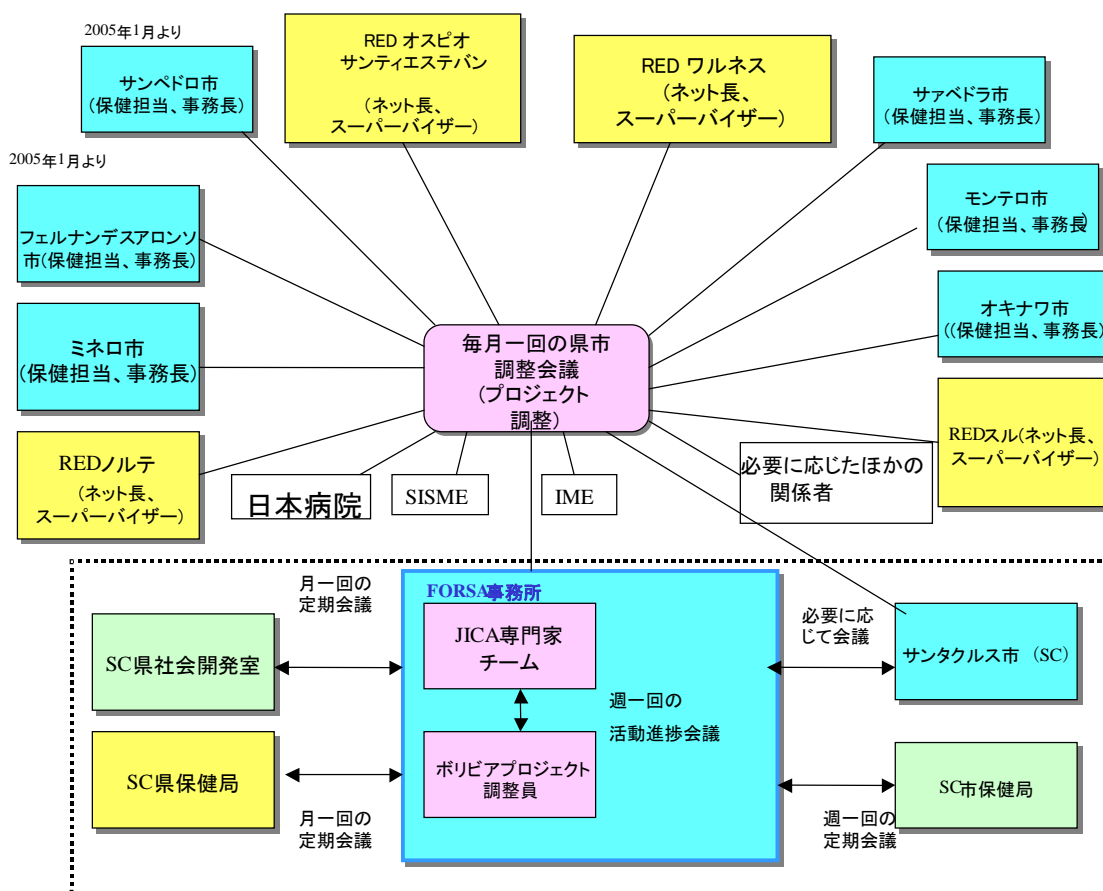 2005年1月より
サンペドロ市
(保健担当、事務長)
RED オスピオ
サンティエステバン
(ネット長、
スーパーバイザー)
RED ワルネス
(ネット長、
スーパーバイザー)
サァベドラ市
(保健担当、事務長)
2005年1月より
フェルナンデスアロンソ
市(保健担当、事務長)
モンテロ市
(保健担当、事務長)
ミネロ市
(保健担当、事務長)
毎月一回の県市
調整会議
(プロジェクト
調整)
オキナワ市
((保健担当、事務長)
REDノルテ
(ネット長、
スーパーバイザー)
日本病院
SISME
IME
必要に応じたほかの
関係者
REDスル(ネット長、
スーパーバイザー)
月一回の
定期会議
FORSA事務所
JICA専門家
チーム
必要に応
じて会議
SC県社会開発室
サンタクルス市 (SC)
週一回の
活動進捗会議
SC県保健局
ボリビアプロジェクト
調整員
SC市保健局
月一回の
定期会議
週一回の
定期会議